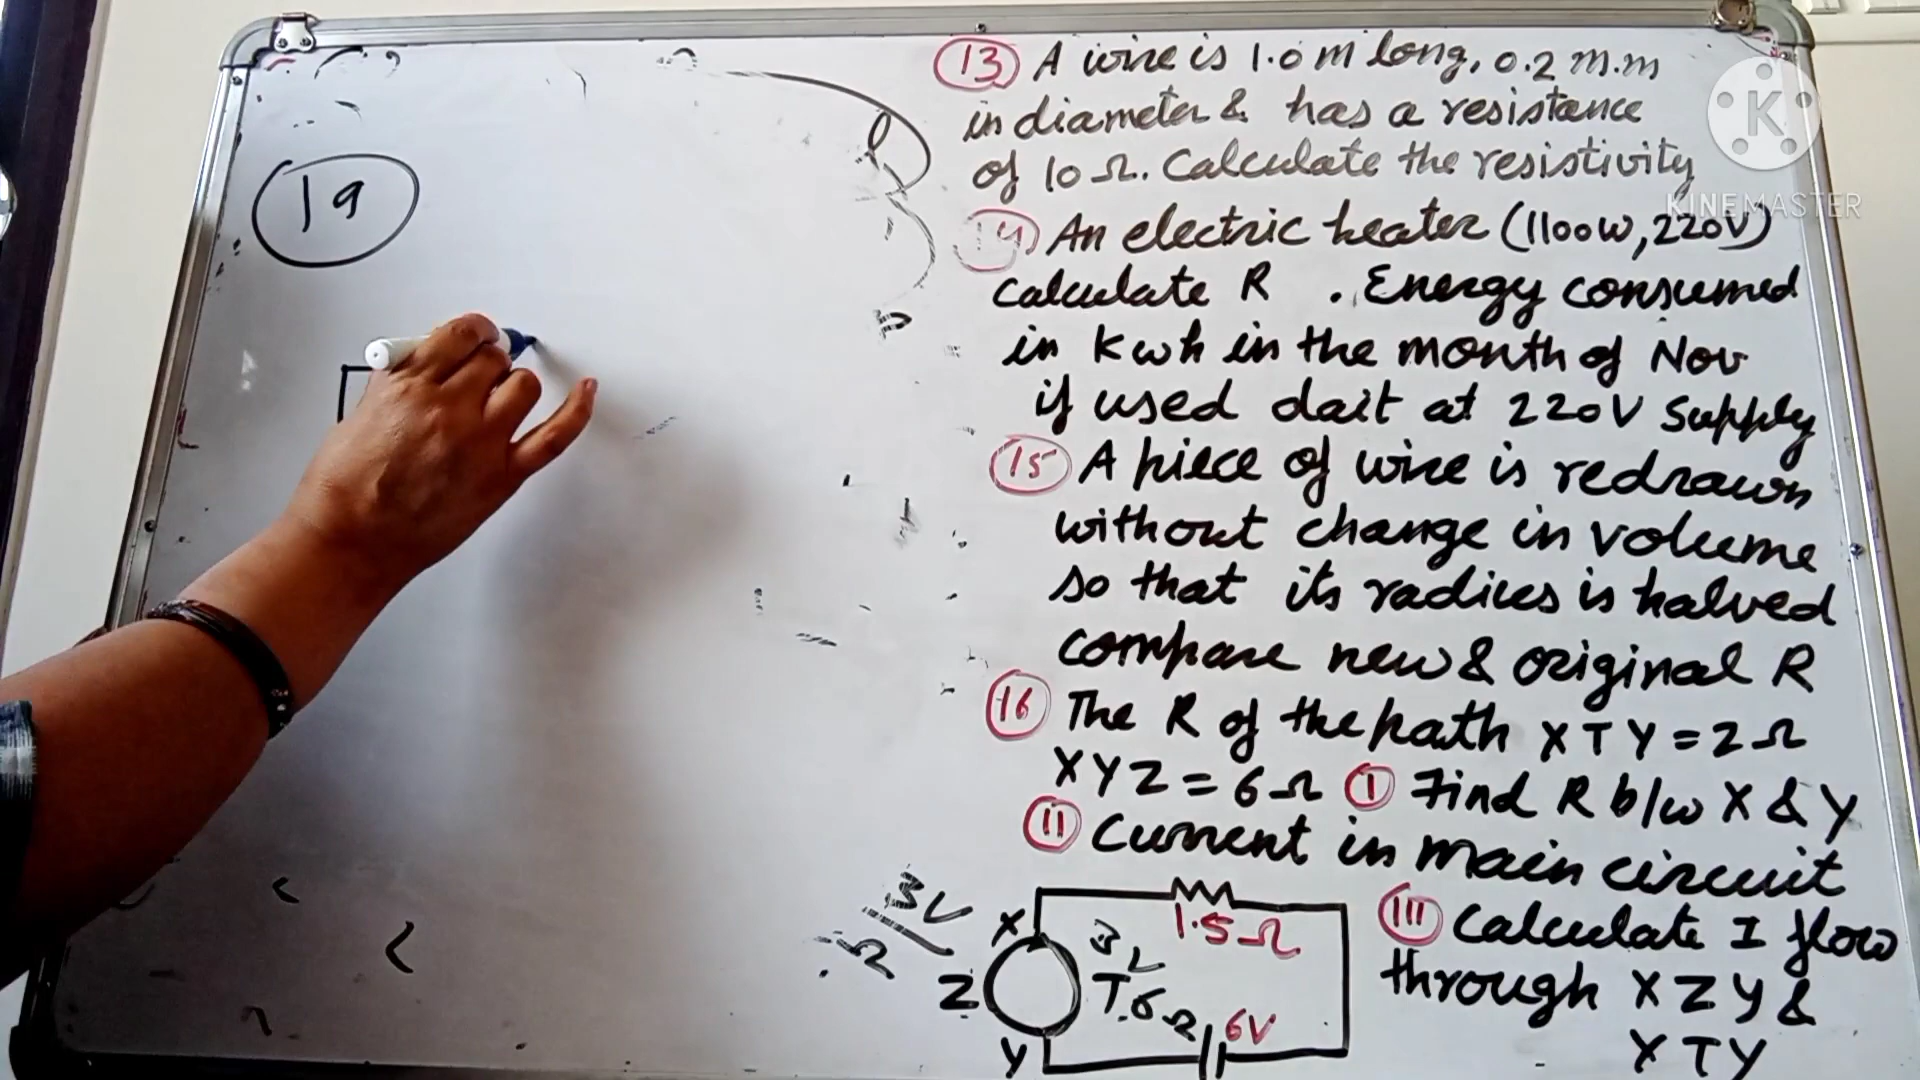 19
13 A wire is 1.0 m long, 0.2 m.m
in diameter & has a resistance
of 10 Ω. Calculate the resistivity
K
KINEMASTER
14 An electric heater (1100W, 220V)
Calculate R . Energy consumed
in Kwh in the month of Nov
if used dait at 220V supply
15 A piece of wire is redrawn
without change in volume
so that its radius is halved
compare new & original R
16 The R of the path XTY = 2Ω
XYZ = 6Ω I Find R b/w X & Y
II Current in main circuit
III Calculate I flow
through XZY &
XTY
3V
Ω
X
1.5Ω
Z
T
6V
Y